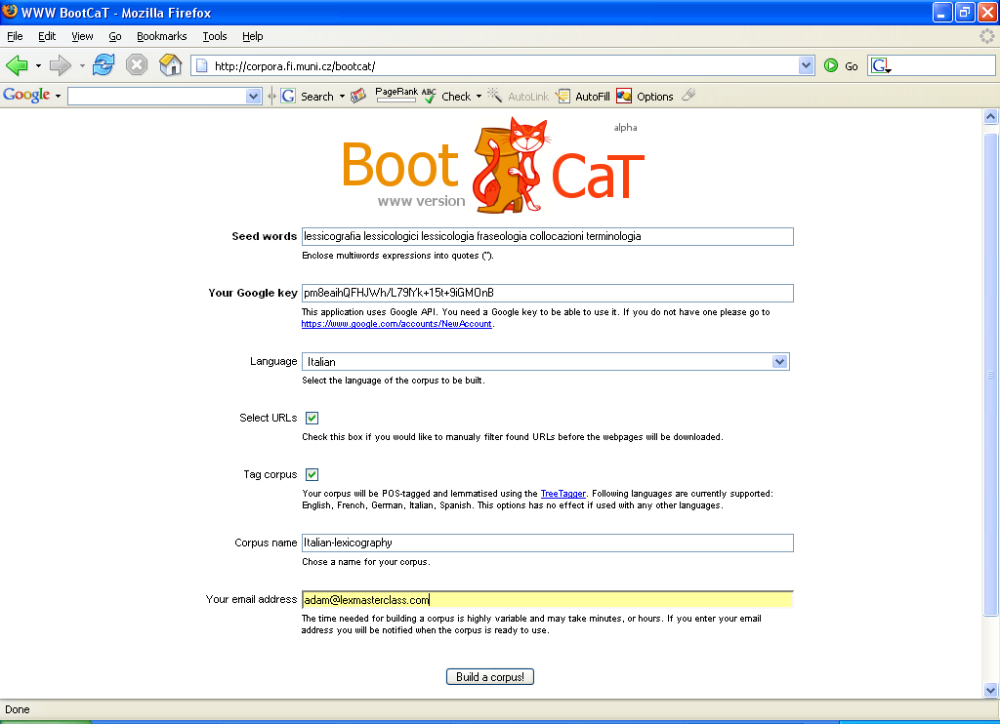 WWW BootCaT - Mozilla Firefox
File Edit View Go Bookmarks Tools Help
http://corpora.fi.muni.cz/bootcat/ Go G
Google G Search PageRank ABC Check AutoLink AutoFill Options
alpha
Boot CaT
www version
Seed words lessicografia lessicologici lessicologia fraseologia collocazioni terminologia
Enclose multiwords expressions into quotes (").
Your Google key pm8eaihQFHJWh/L79lYk+15t+9iGMOnB
This application uses Google API. You need a Google key to be able to use it. If you do not have one please go to
https://www.google.com/accounts/NewAccount.
Language Italian
Select the language of the corpus to be built.
Select URLs
Check this box if you would like to manualy filter found URLs before the webpages will be downloaded.
Tag corpus
Your corpus will be POS-tagged and lemmatised using the TreeTagger. Following languages are currently supported:
English, French, German, Italian, Spanish. This options has no effect if used with any other languages.
Corpus name Italian-lexicography
Chose a name for your corpus.
Your email address adam@lexmasterclass.com
The time needed for building a corpus is highly variable and may take minutes, or hours. If you enter your email
address you will be notified when the corpus is ready to use.
Build a corpus!
Done